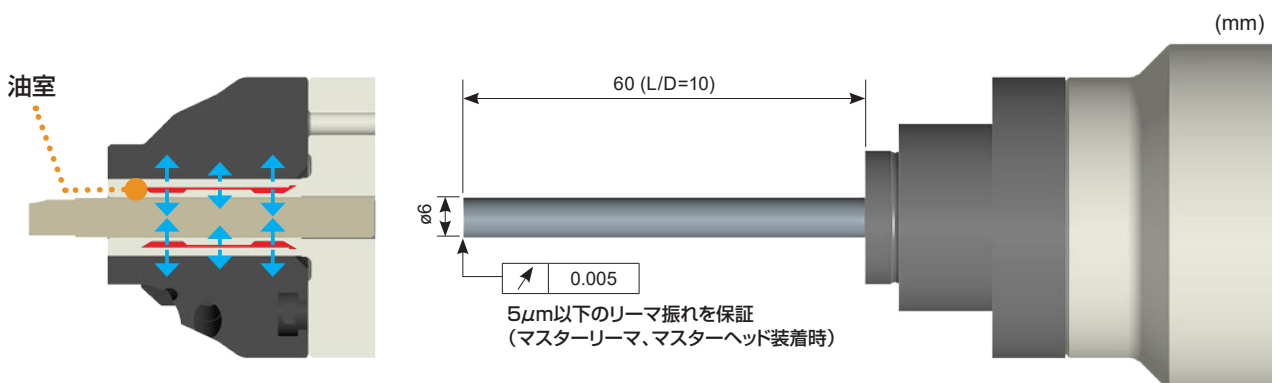 (mm)
油室
60 (L/D=10)
ø6
0.005
5μm以下のリーマ振れを保証
（マスターリーマ、マスターヘッド装着時）